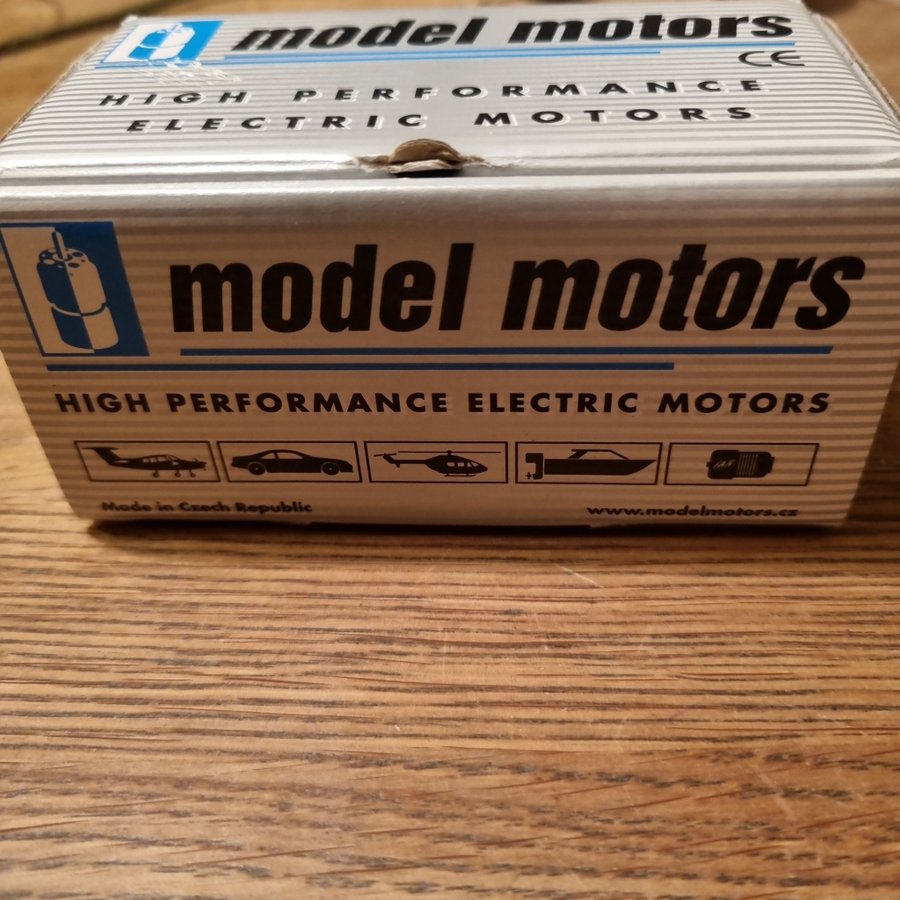 model motors
CE
HIGH PERFORMANCE
ELECTRIC MOTORS
model motors
HIGH PERFORMANCE ELECTRIC MOTORS
Made in Czech Republic
www.modelmotors.cz